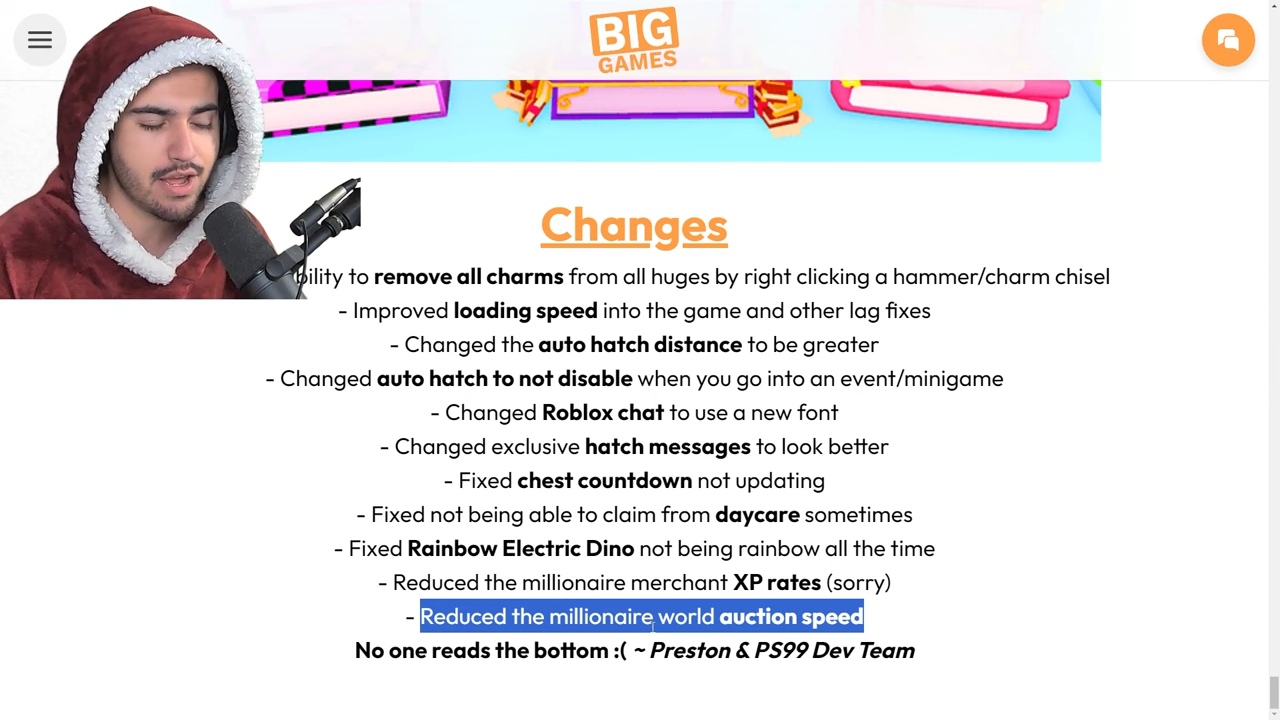 BIG
GAMES
Changes
bility to remove all charms from all huges by right clicking a hammer/charm chisel
- Improved loading speed into the game and other lag fixes
- Changed the auto hatch distance to be greater
- Changed auto hatch to not disable when you go into an event/minigame
- Changed Roblox chat to use a new font
- Changed exclusive hatch messages to look better
- Fixed chest countdown not updating
- Fixed not being able to claim from daycare sometimes
- Fixed Rainbow Electric Dino not being rainbow all the time
- Reduced the millionaire merchant XP rates (sorry)
- Reduced the millionaire world auction speed
No one reads the bottom :( ~ Preston & PS99 Dev Team